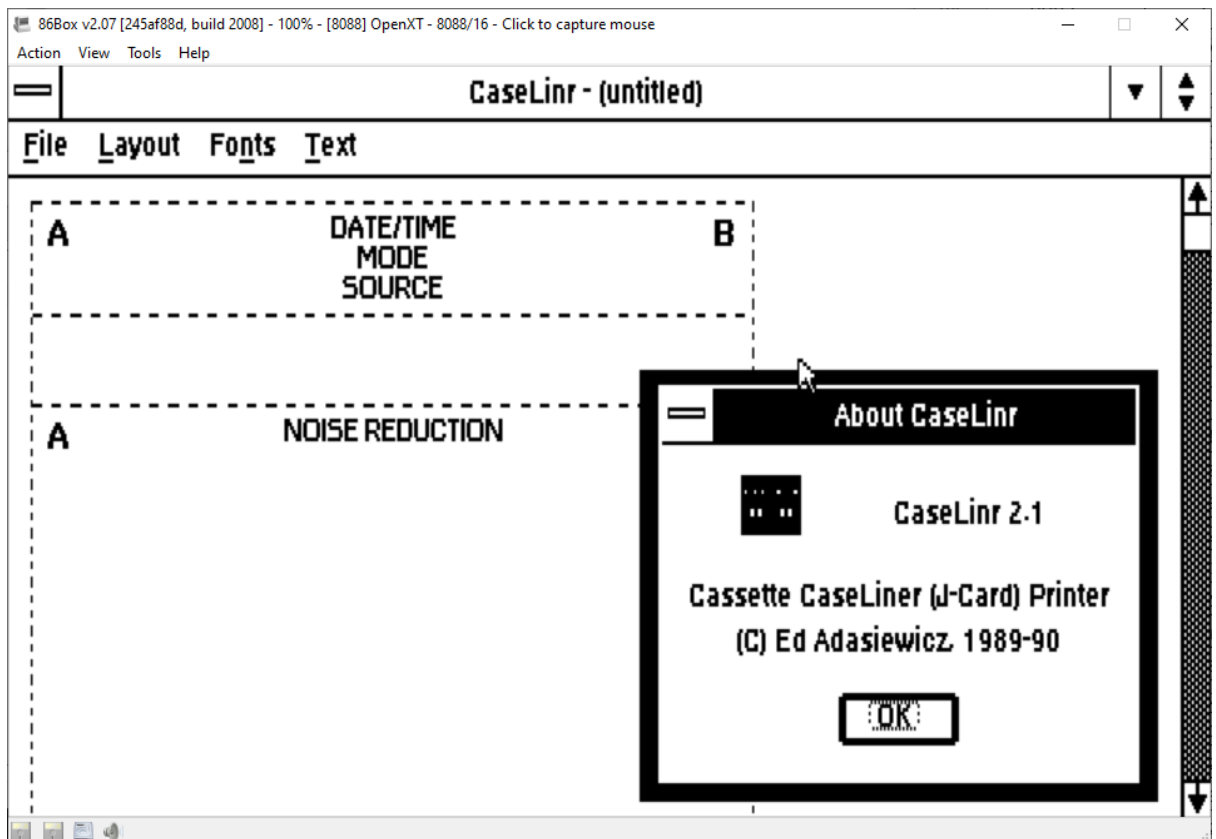 86Box v2.07 [245af88d, build 2008] - 100% - [8088] OpenXT - 8088/16 - Click to capture mouse
Action View Tools Help
CaseLinr - (untitled)
File Layout Fonts Text
A DATE/TIME B
MODE
SOURCE
A NOISE REDUCTION
About CaseLinr
CaseLinr 2.1
Cassette CaseLiner (J-Card) Printer
(C) Ed Adasiewicz, 1989-90
OK